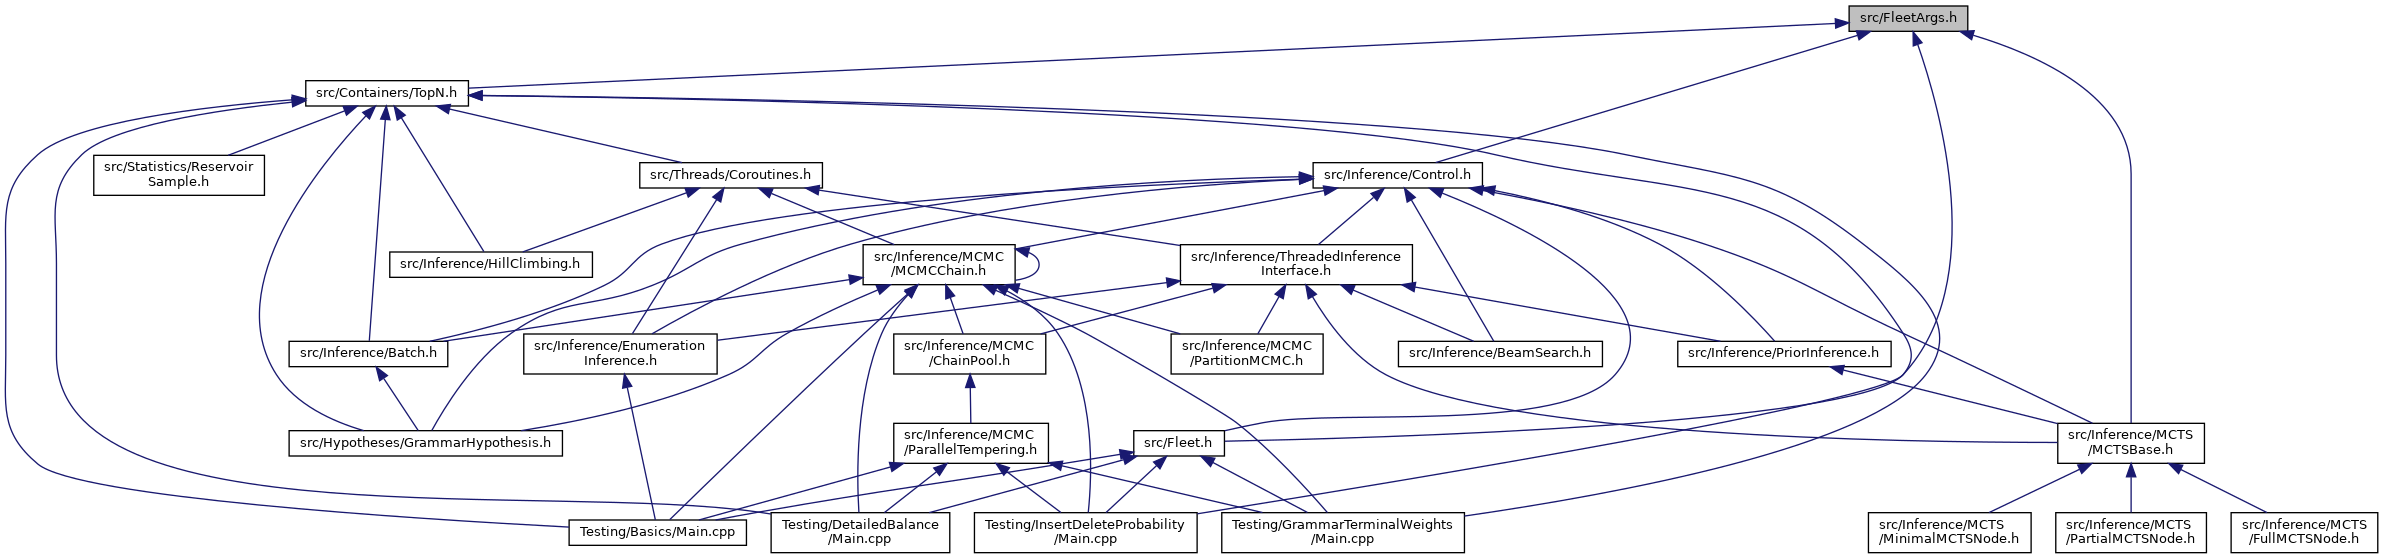 src/FleetArgs.h
src/Containers/TopN.h
src/Statistics/Reservoir
Sample.h
src/Threads/Coroutines.h
src/Inference/Control.h
src/Inference/HillClimbing.h
src/Inference/MCMC
/MCMCChain.h
src/Inference/ThreadedInference
Interface.h
src/Inference/Batch.h
src/Inference/Enumeration
Inference.h
src/Inference/MCMC
/ChainPool.h
src/Inference/MCMC
/PartitionMCMC.h
src/Inference/BeamSearch.h
src/Inference/PriorInference.h
src/Hypotheses/GrammarHypothesis.h
src/Inference/MCMC
/ParallelTempering.h
src/Fleet.h
src/Inference/MCTS
/MCTSBase.h
Testing/Basics/Main.cpp
Testing/DetailedBalance
/Main.cpp
Testing/InsertDeleteProbability
/Main.cpp
Testing/GrammarTerminalWeights
/Main.cpp
src/Inference/MCTS
/MinimalMCTSNode.h
src/Inference/MCTS
/PartialMCTSNode.h
src/Inference/MCTS
/FullMCTSNode.h